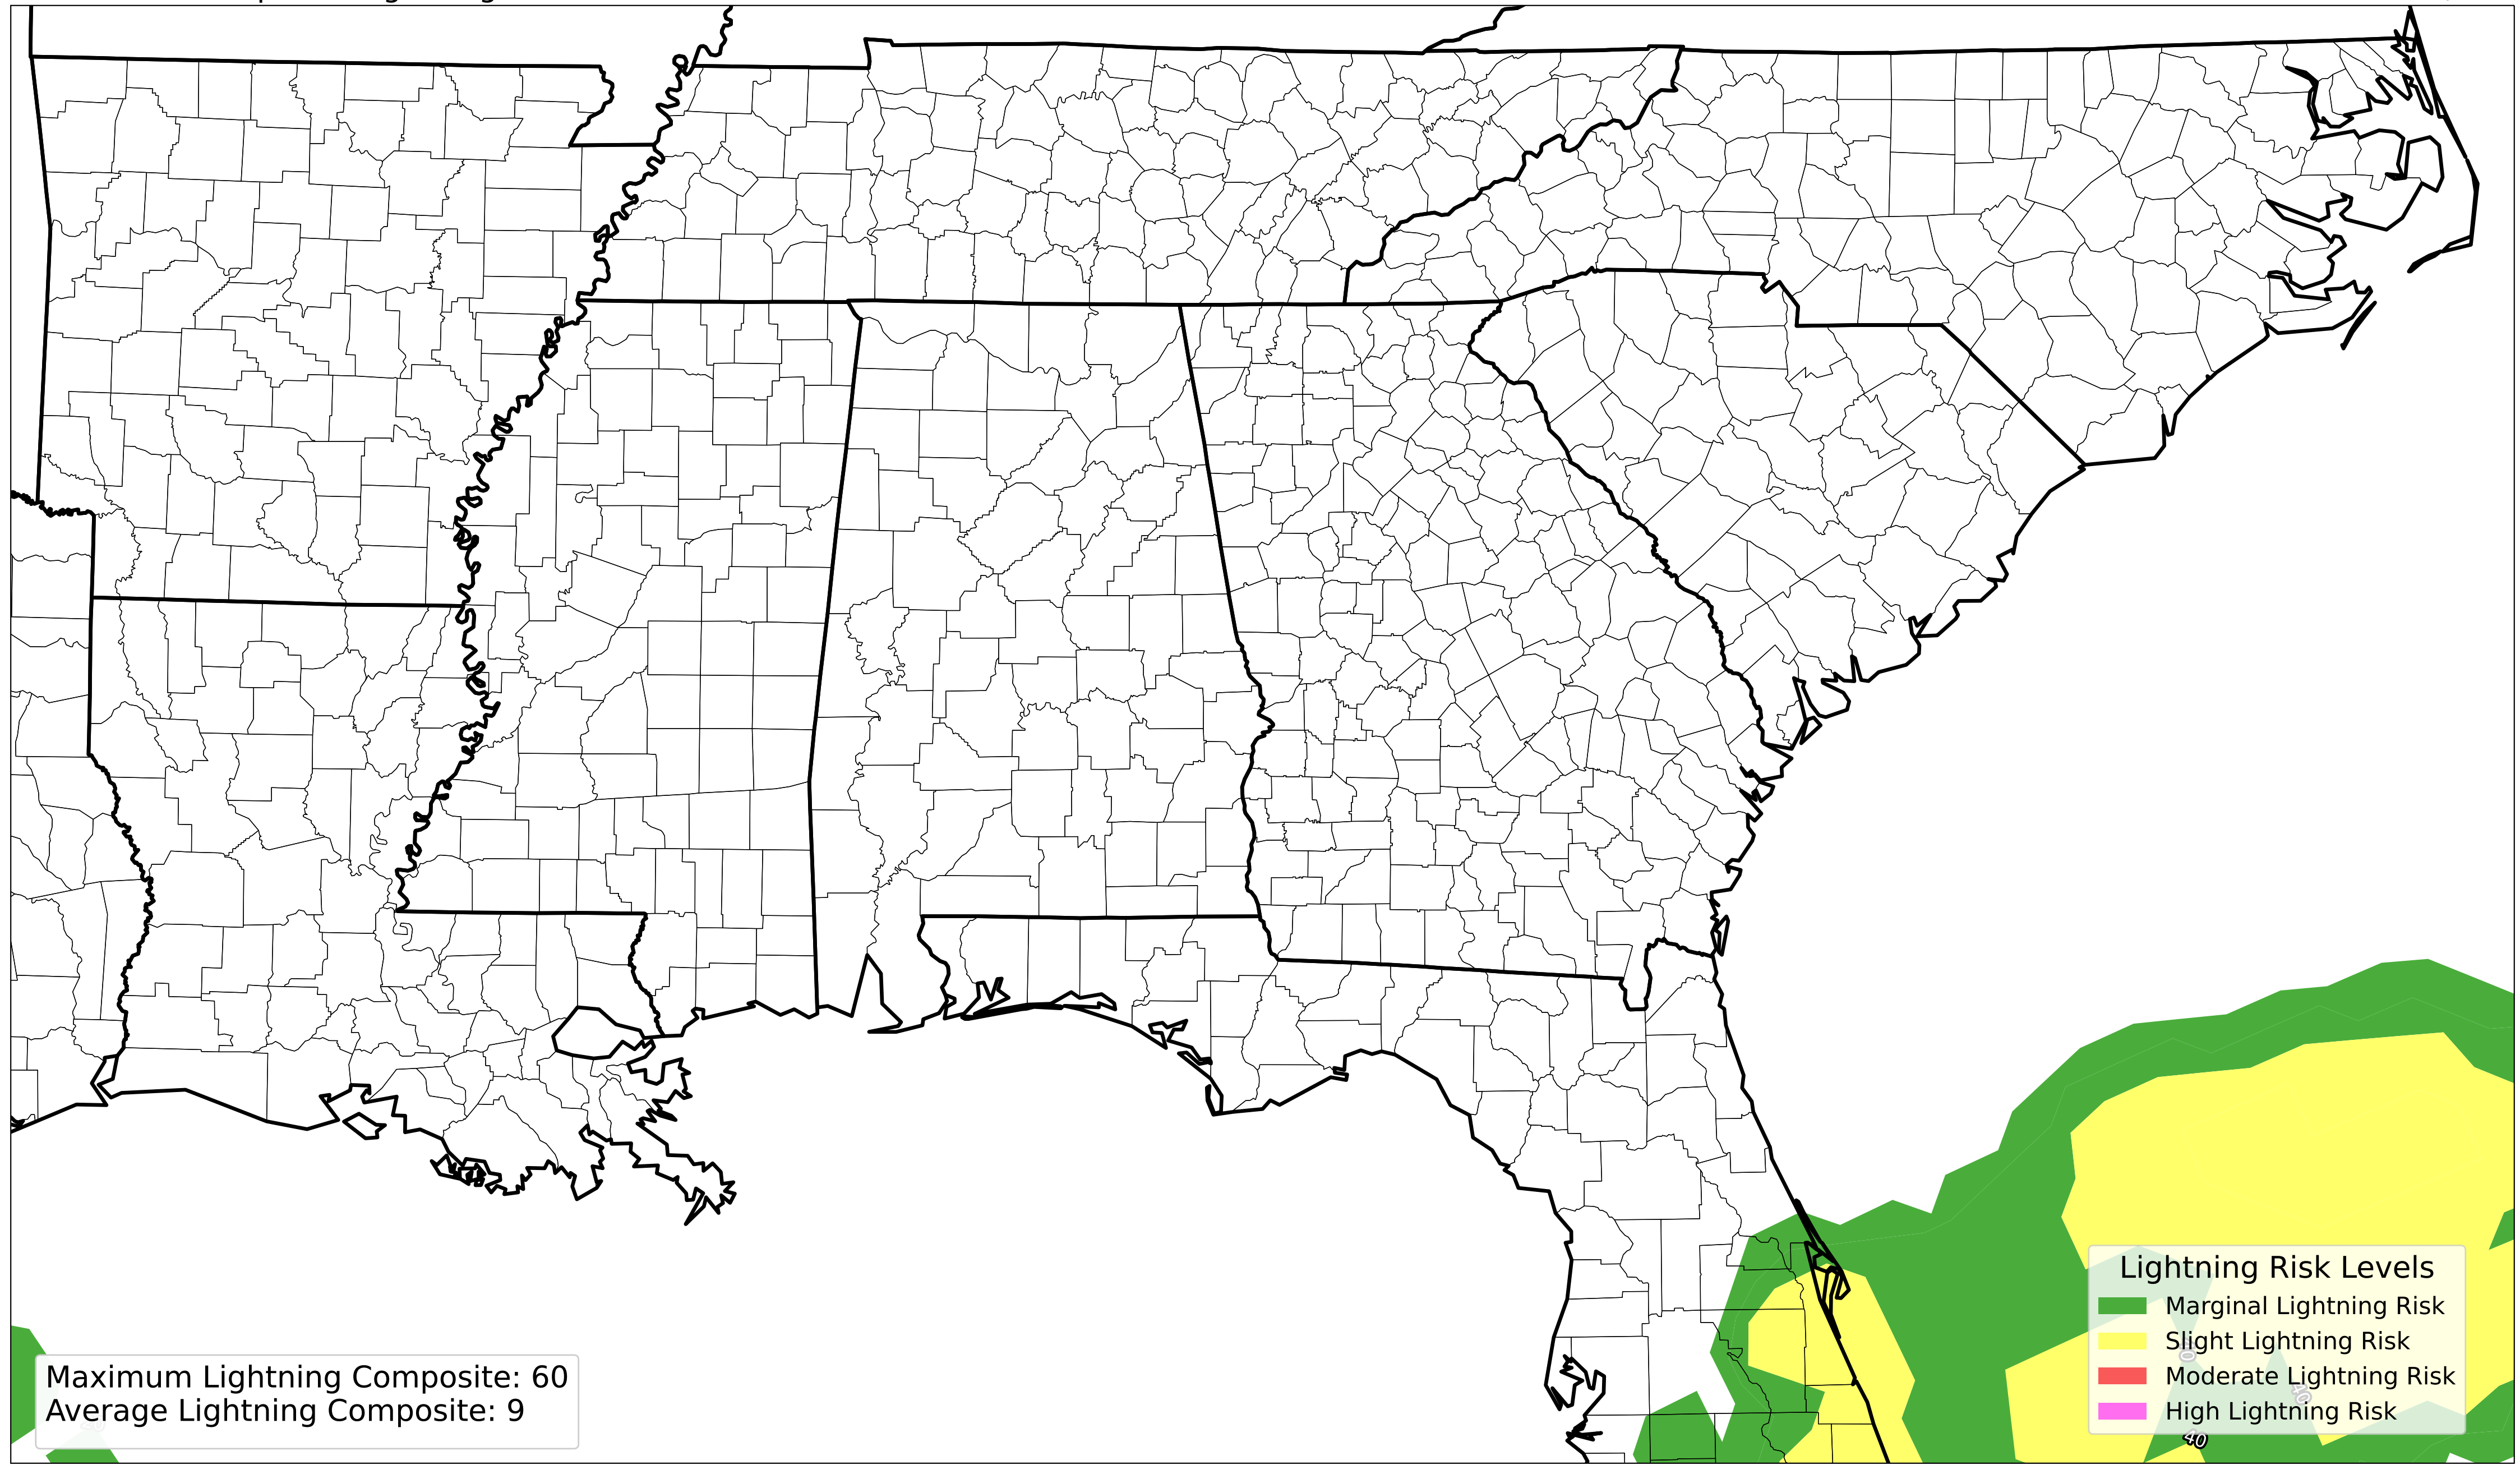 Lightning Risk Levels
Marginal Lightning Risk
Slight Lightning Risk
Moderate Lightning Risk
High Lightning Risk
40
40
Maximum Lightning Composite: 60
Average Lightning Composite: 9